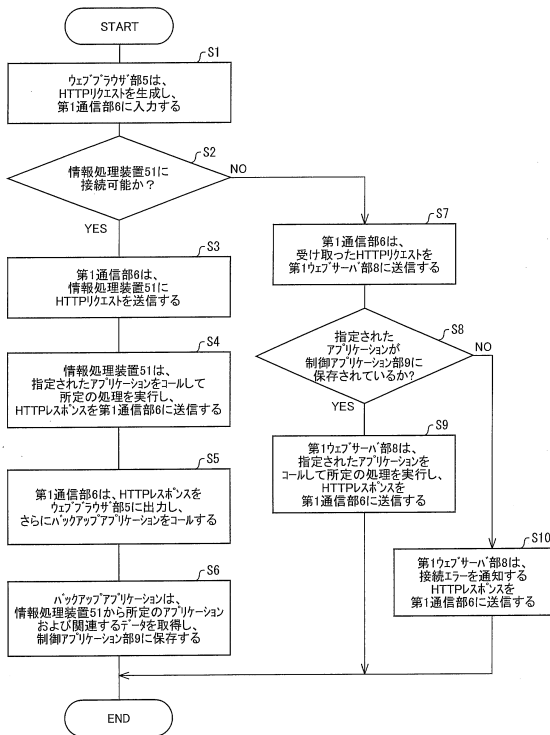 START
S1
ウェブブラウザ部5は、
HTTPリクエストを生成し、
第1通信部6に入力する
S2
情報処理装置51に
接続可能か？
NO
YES
S3
第1通信部6は、
情報処理装置51に
HTTPリクエストを送信する
S4
情報処理装置51は、
指定されたアプリケーションをコールして
所定の処理を実行し、
HTTPレスポンスを第1通信部6に送信する
S5
第1通信部6は、HTTPレスポンスを
ウェブブラウザ部5に出力し、
さらにバックアップアプリケーションをコールする
S6
バックアップアプリケーションは、
情報処理装置51から所定のアプリケーション
および関連するデータを取得し、
制御アプリケーション部9に保存する
S7
第1通信部6は、
受け取ったHTTPリクエストを
第1ウェブサーバ部8に送信する
S8
指定された
アプリケーションが
制御アプリケーション部9に
保存されているか?
NO
YES
S9
第1ウェブサーバ部8は、
指定されたアプリケーションを
コールして所定の処理を実行し、
HTTPレスポンスを
第1通信部6に送信する
S10
第1ウェブサーバ部8は、
接続エラーを通知する
HTTPレスポンスを
第1通信部6に送信する
END